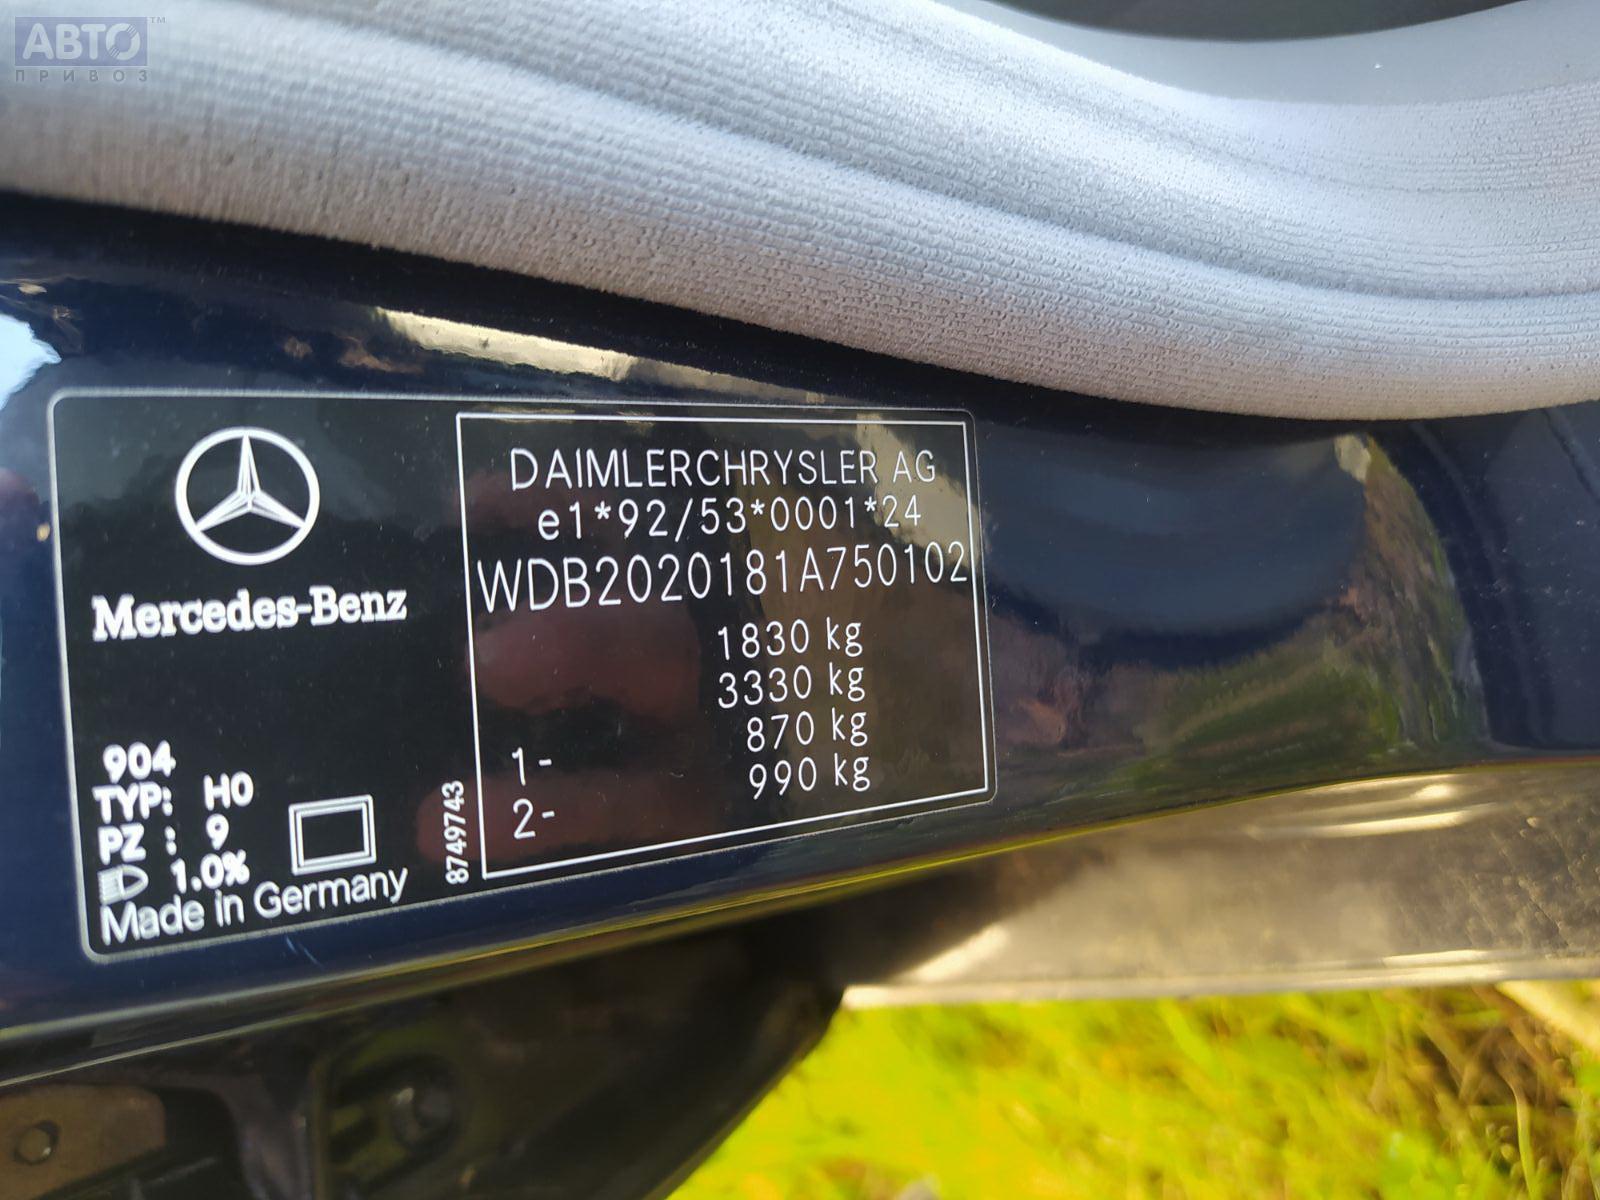 АВТО™
ПРИВОЗ
Mercedes-Benz
904
TYP: H0
PZ : 9
1.0%
Made in Germany
8749743
DAIMLERCHRYSLER AG
e1*92/53*0001*24
WDB2020181A750102
1830 kg
3330 kg
1- 870 kg
2- 990 kg